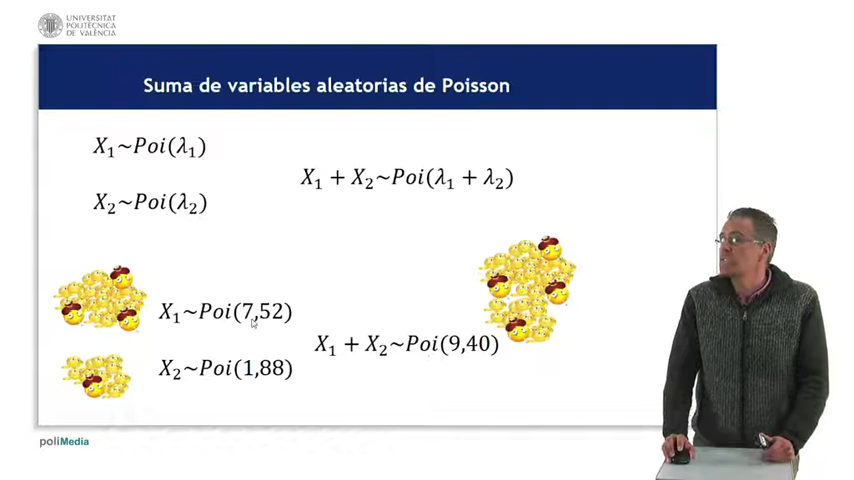 UNIVERSITAT
POLITÈCNICA
DE VALÈNCIA
Suma de variables aleatorias de Poisson
X₁~Poi(λ₁)
X₁ + X₂~Poi(λ₁ + λ₂)
X₂~Poi(λ₂)
X₁~Poi(7,52)
X₁ + X₂~Poi(9,40)
X₂~Poi(1,88)
poliMedia